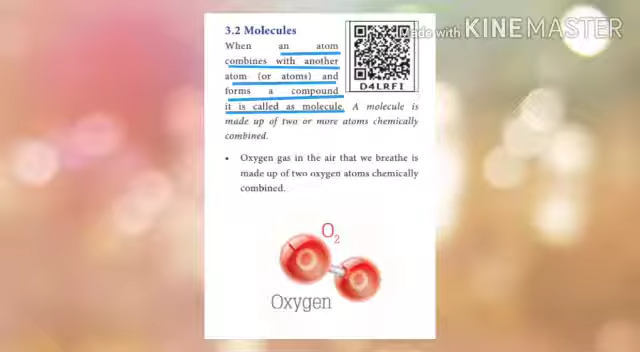 Made with KINEMASTER
3.2 Molecules
When an atom
combines with another
atom (or atoms) and
forms a compound
it is called as molecule. A molecule is
made up of two or more atoms chemically
combined.
D4LRFI
• Oxygen gas in the air that we breathe is
made up of two oxygen atoms chemically
combined.
O2
Oxygen